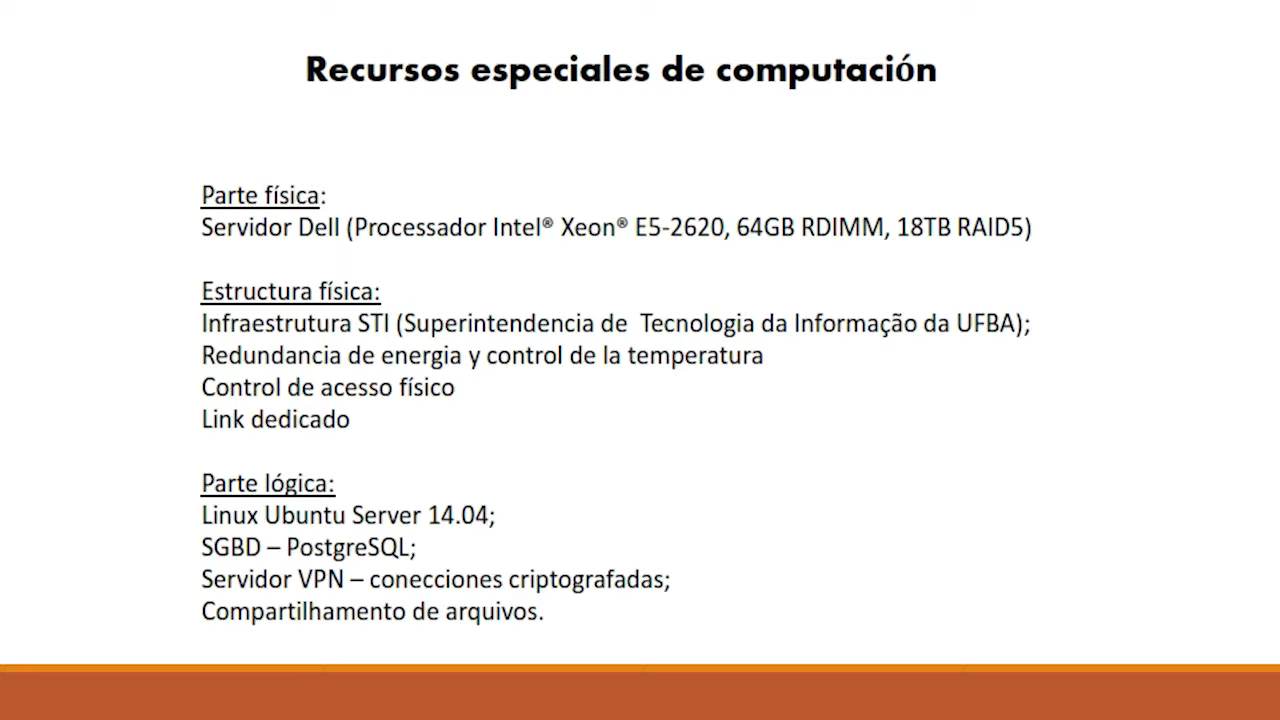 Recursos especiales de computación
Parte física:
Servidor Dell (Processador Intel® Xeon® E5-2620, 64GB RDIMM, 18TB RAID5)
Estructura física:
Infraestrutura STI (Superintendencia de Tecnologia da Informação da UFBA);
Redundancia de energia y control de la temperatura
Control de acesso físico
Link dedicado
Parte lógica:
Linux Ubuntu Server 14.04;
SGBD – PostgreSQL;
Servidor VPN – conecciones criptografadas;
Compartilhamento de arquivos.